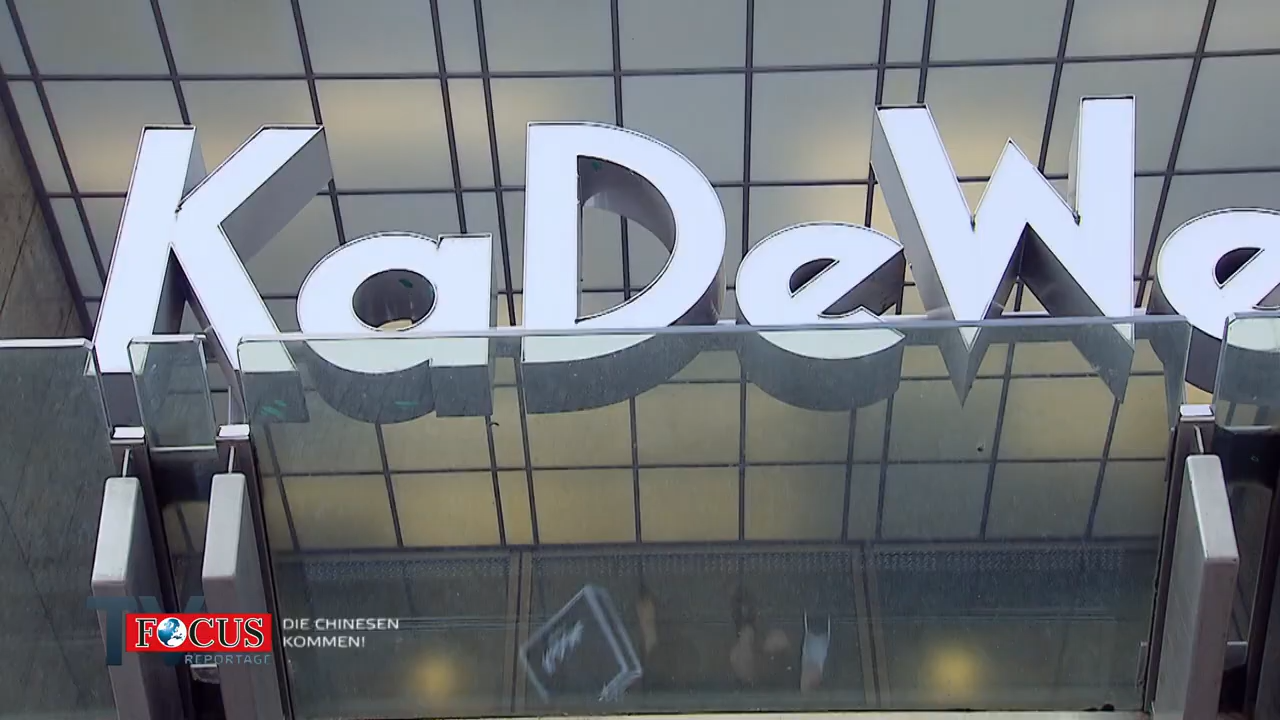 KaDeWe
TV
FOCUS
REPORTAGE
DIE CHINESEN
KOMMEN!